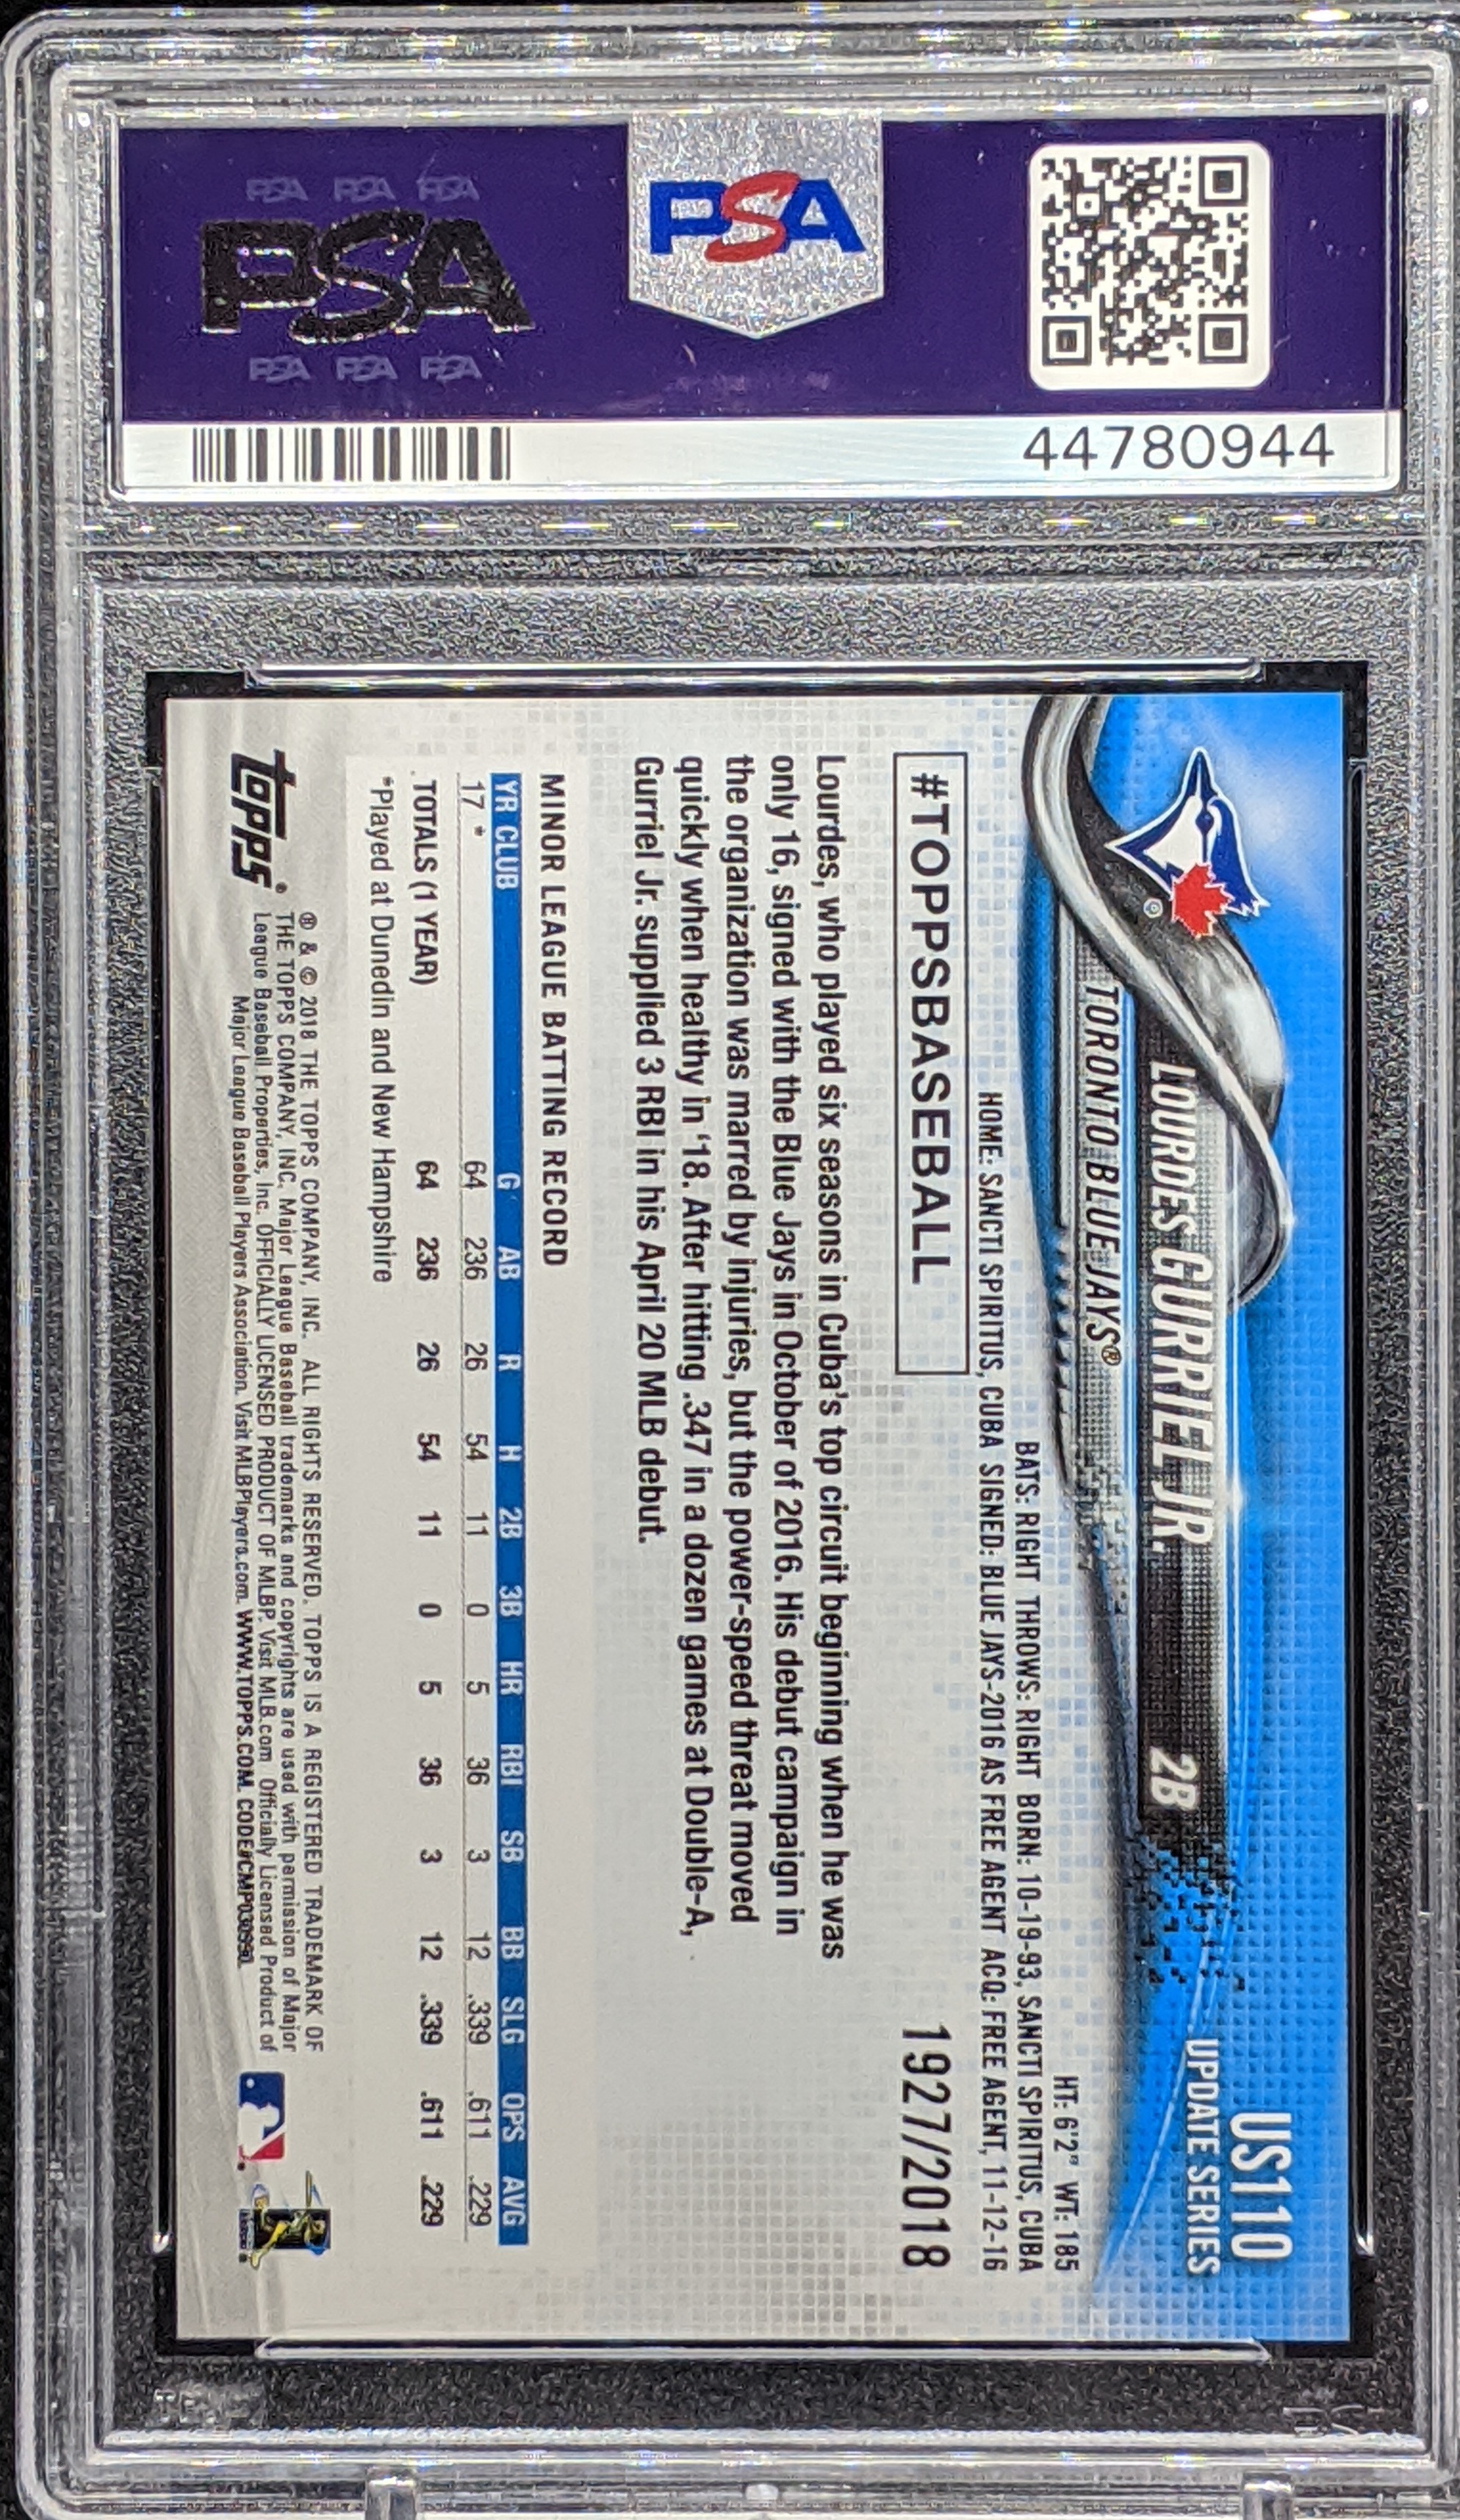 PSA PSA PSA
PSA
PSA PSA PSA
PSA
44780944
US110
UPDATE SERIES
LOURDES GURRIEL JR. 2B
TORONTO BLUE JAYS®
HT: 6'2" WT: 185
BATS: RIGHT THROWS: RIGHT BORN: 10-19-93, SANCTI SPIRITUS, CUBA
HOME: SANCTI SPIRITUS, CUBA SIGNED: BLUE JAYS-2016 AS FREE AGENT ACQ: FREE AGENT, 11-12-16
#TOPPSBASEBALL
1927/2018
Lourdes, who played six seasons in Cuba's top circuit beginning when he was
only 16, signed with the Blue Jays in October of 2016. His debut campaign in
the organization was marred by injuries, but the power-speed threat moved
quickly when healthy in '18. After hitting .347 in a dozen games at Double-A,
Gurriel Jr. supplied 3 RBI in his April 20 MLB debut.
MINOR LEAGUE BATTING RECORD
YR CLUB G AB R H 2B 3B HR RBI SB BB SLG OPS AVG
17 * 64 236 26 54 11 0 5 36 3 12 .339 .611 .229
TOTALS (1 YEAR) 64 236 26 54 11 0 5 36 3 12 .339 .611 .229
*Played at Dunedin and New Hampshire
topps®
® & © 2018 THE TOPPS COMPANY, INC. ALL RIGHTS RESERVED. TOPPS IS A REGISTERED TRADEMARK OF
THE TOPPS COMPANY, INC. Major League Baseball trademarks and copyrights are used with permission of Major
League Baseball Properties, Inc. OFFICIALLY LICENSED PRODUCT OF MLBP. Visit MLB.com Officially Licensed Product of
Major League Baseball Players Association. Visit MLBPlayers.com. WWW.TOPPS.COM. CODE#CMP030990